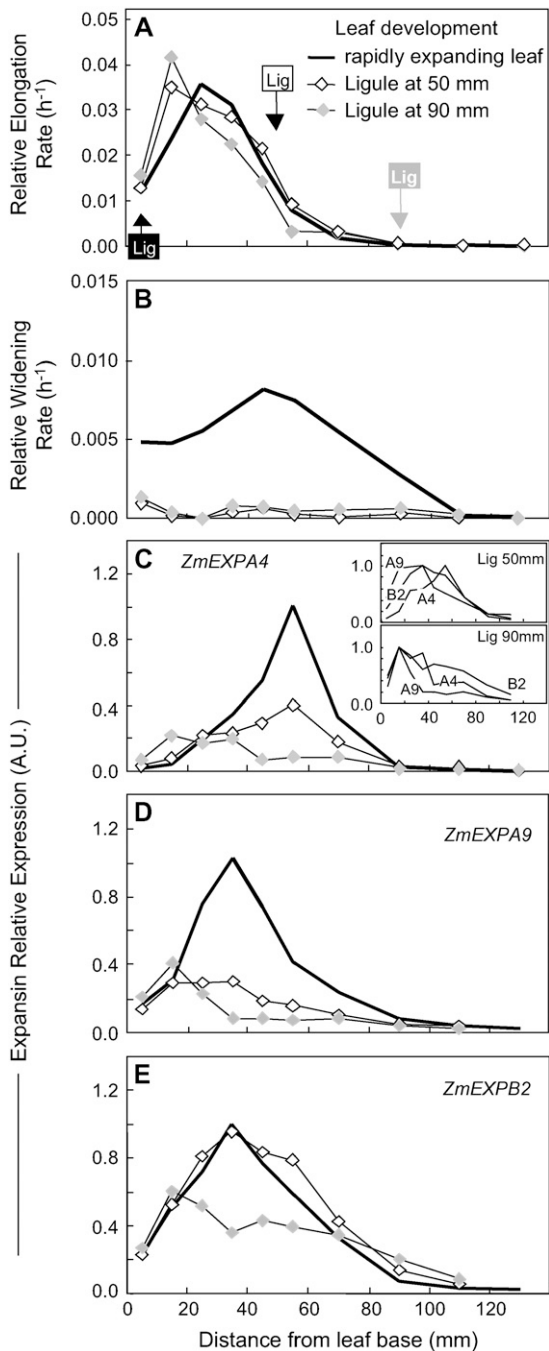 A
Leaf development
rapidly expanding leaf
Ligule at 50 mm
Ligule at 90 mm
Lig
Lig
Lig
Relative Elongation
Rate (h⁻¹)
0.05
0.04
0.03
0.02
0.01
0.00
B
Relative Widening
Rate (h⁻¹)
0.015
0.010
0.005
0.000
C
ZmEXPA4
1.2
0.8
0.4
0.0
Lig 50mm
A9
B2
A4
1.0
0.0
Lig 90mm
A9
A4
B2
1.0
0.0
0 40 80 120
Expansin Relative Expression (A.U.)
D
ZmEXPA9
1.2
0.8
0.4
0.0
E
ZmEXPB2
1.2
0.8
0.4
0.0
0 20 40 60 80 100 120
Distance from leaf base (mm)